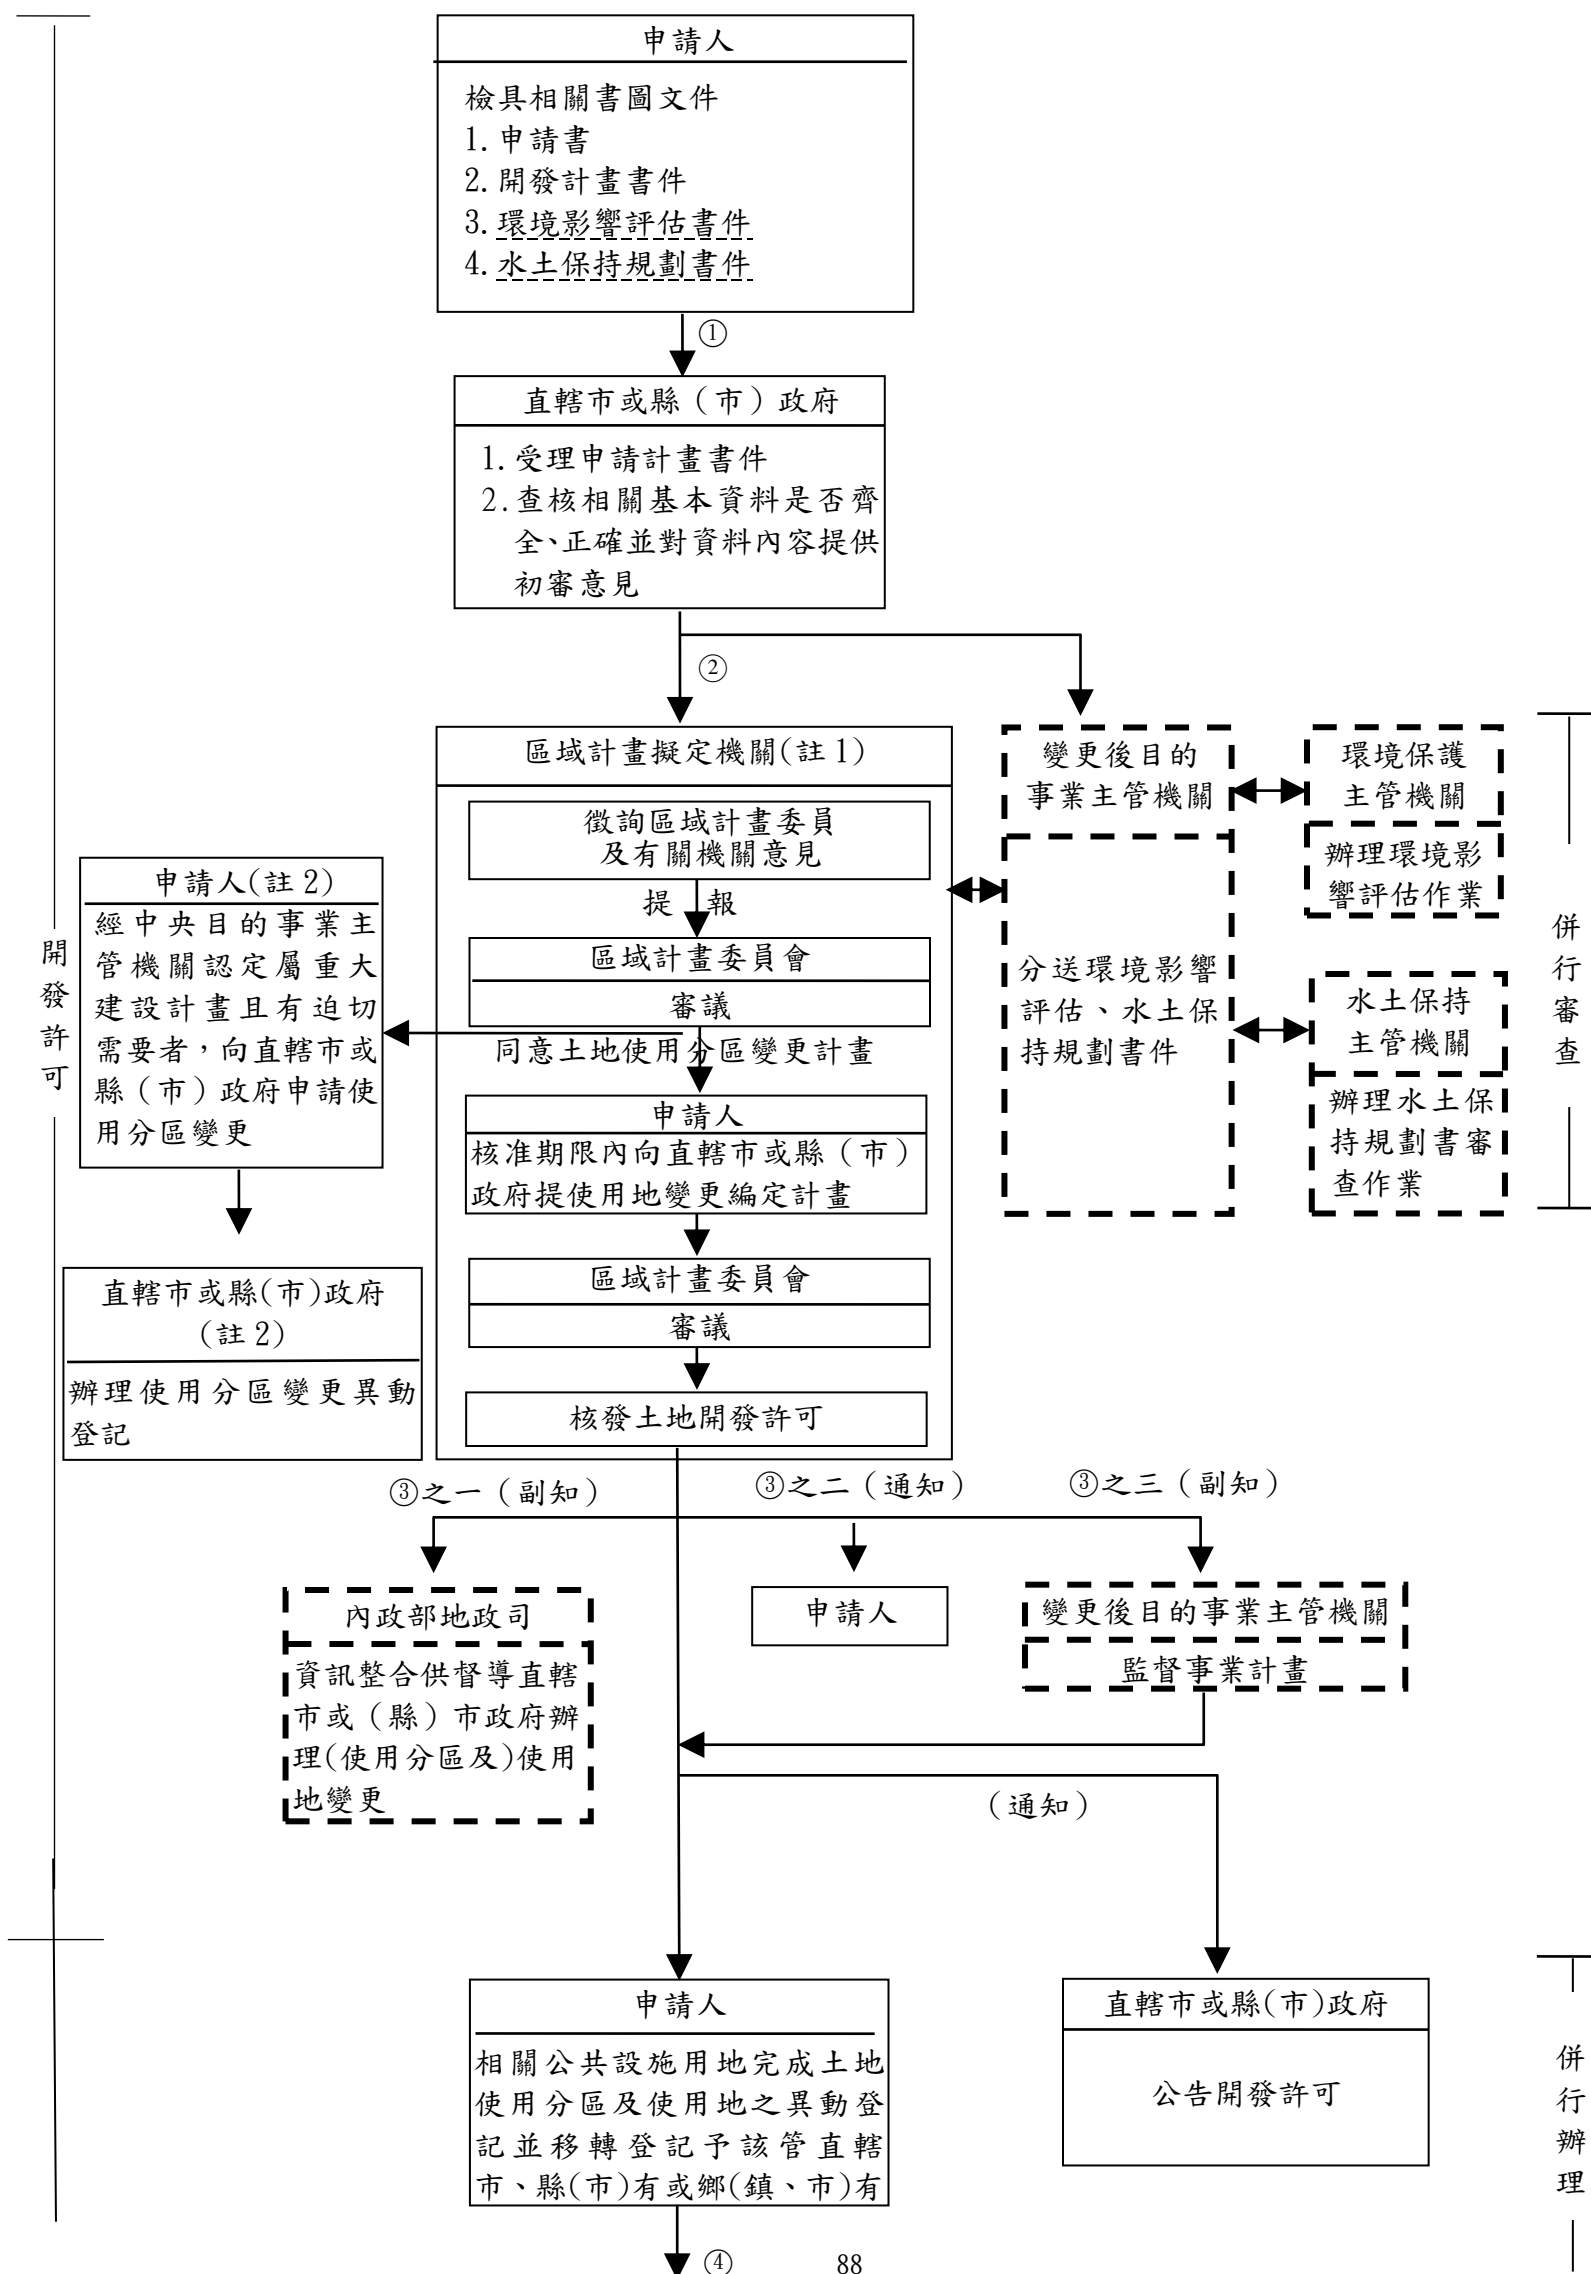 申請人
檢具相關書圖文件
1.申請書
2.開發計畫書件
3.環境影響評估書件
4.水土保持規劃書件
①
直轄市或縣（市）政府
1.受理申請計畫書件
2.查核相關基本資料是否齊
全、正確並對資料內容提供
初審意見
②
區域計畫擬定機關(註1)
徵詢區域計畫委員
及有關機關意見
提報
區域計畫委員會
審議
同意土地使用分區變更計畫
申請人
核准期限內向直轄市或縣（市）
政府提使用地變更編定計畫
區域計畫委員會
審議
核發土地開發許可
變更後目的
事業主管機關
分送環境影響
評估、水土保
持規劃書件
環境保護
主管機關
辦理環境影
響評估作業
水土保持
主管機關
辦理水土保
持規劃書審
查作業
併行審查
申請人(註2)
經中央目的事業主
管機關認定屬重大
建設計畫且有迫切
需要者，向直轄市或
縣（市）政府申請使
用分區變更
直轄市或縣(市)政府
(註2)
辦理使用分區變更異動
登記
開發許可
③之一（副知）
③之二（通知）
③之三（副知）
內政部地政司
資訊整合供督導直轄
市或（縣）市政府辦
理(使用分區及)使用
地變更
申請人
變更後目的事業主管機關
監督事業計畫
（通知）
申請人
相關公共設施用地完成土地
使用分區及使用地之異動登
記並移轉登記予該管直轄
市、縣(市)有或鄉(鎮、市)有
直轄市或縣(市)政府
公告開發許可
併行辦理
④
88